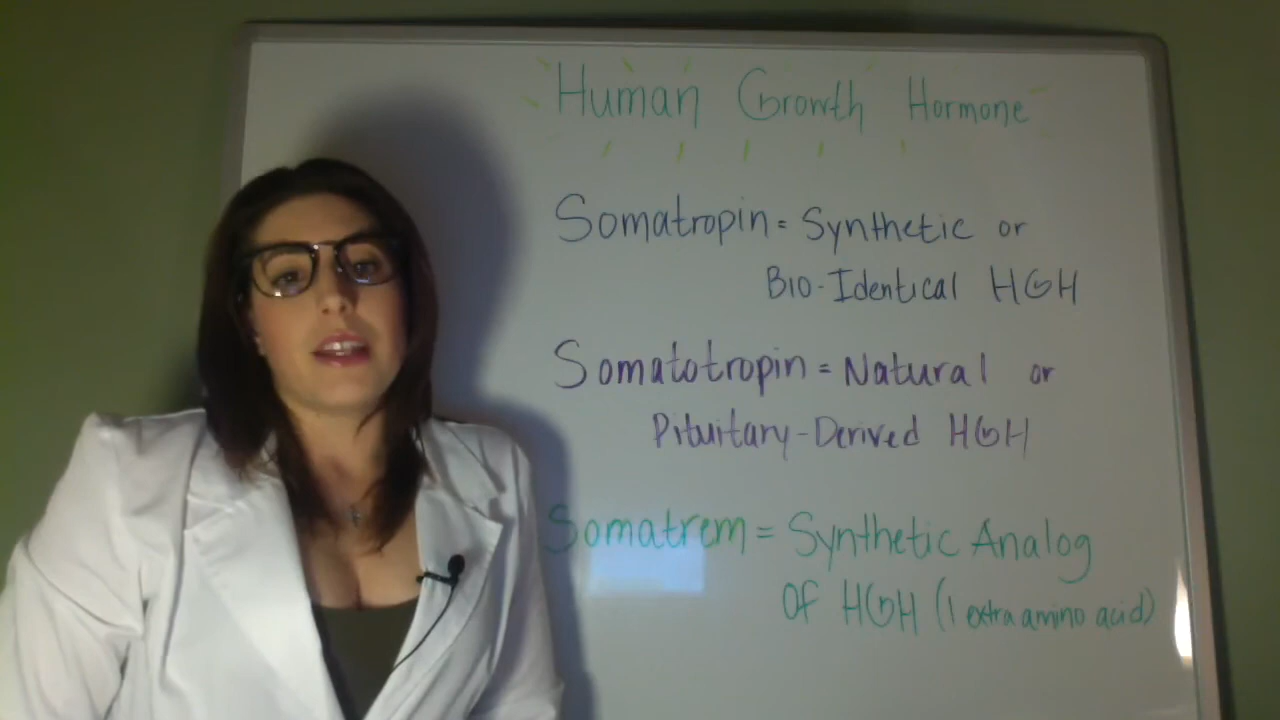 Human Growth Hormone
Somatropin = Synthetic or
Bio-Identical HGH
Somatotropin = Natural or
Pituitary-Derived HGH
Somatrem = Synthetic Analog
Of HGH (1 extra amino acid)